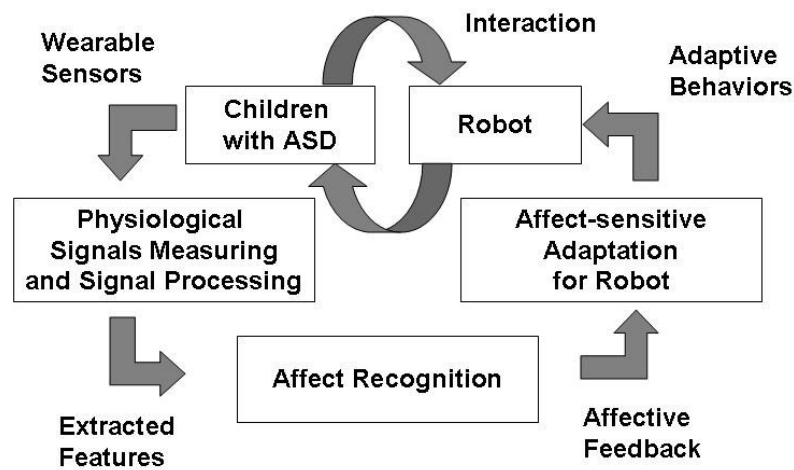 Interaction
Wearable
Sensors
Adaptive
Behaviors
Children
with ASD
Robot
Physiological
Signals Measuring
and Signal Processing
Affect-sensitive
Adaptation
for Robot
Affect Recognition
Extracted
Features
Affective
Feedback